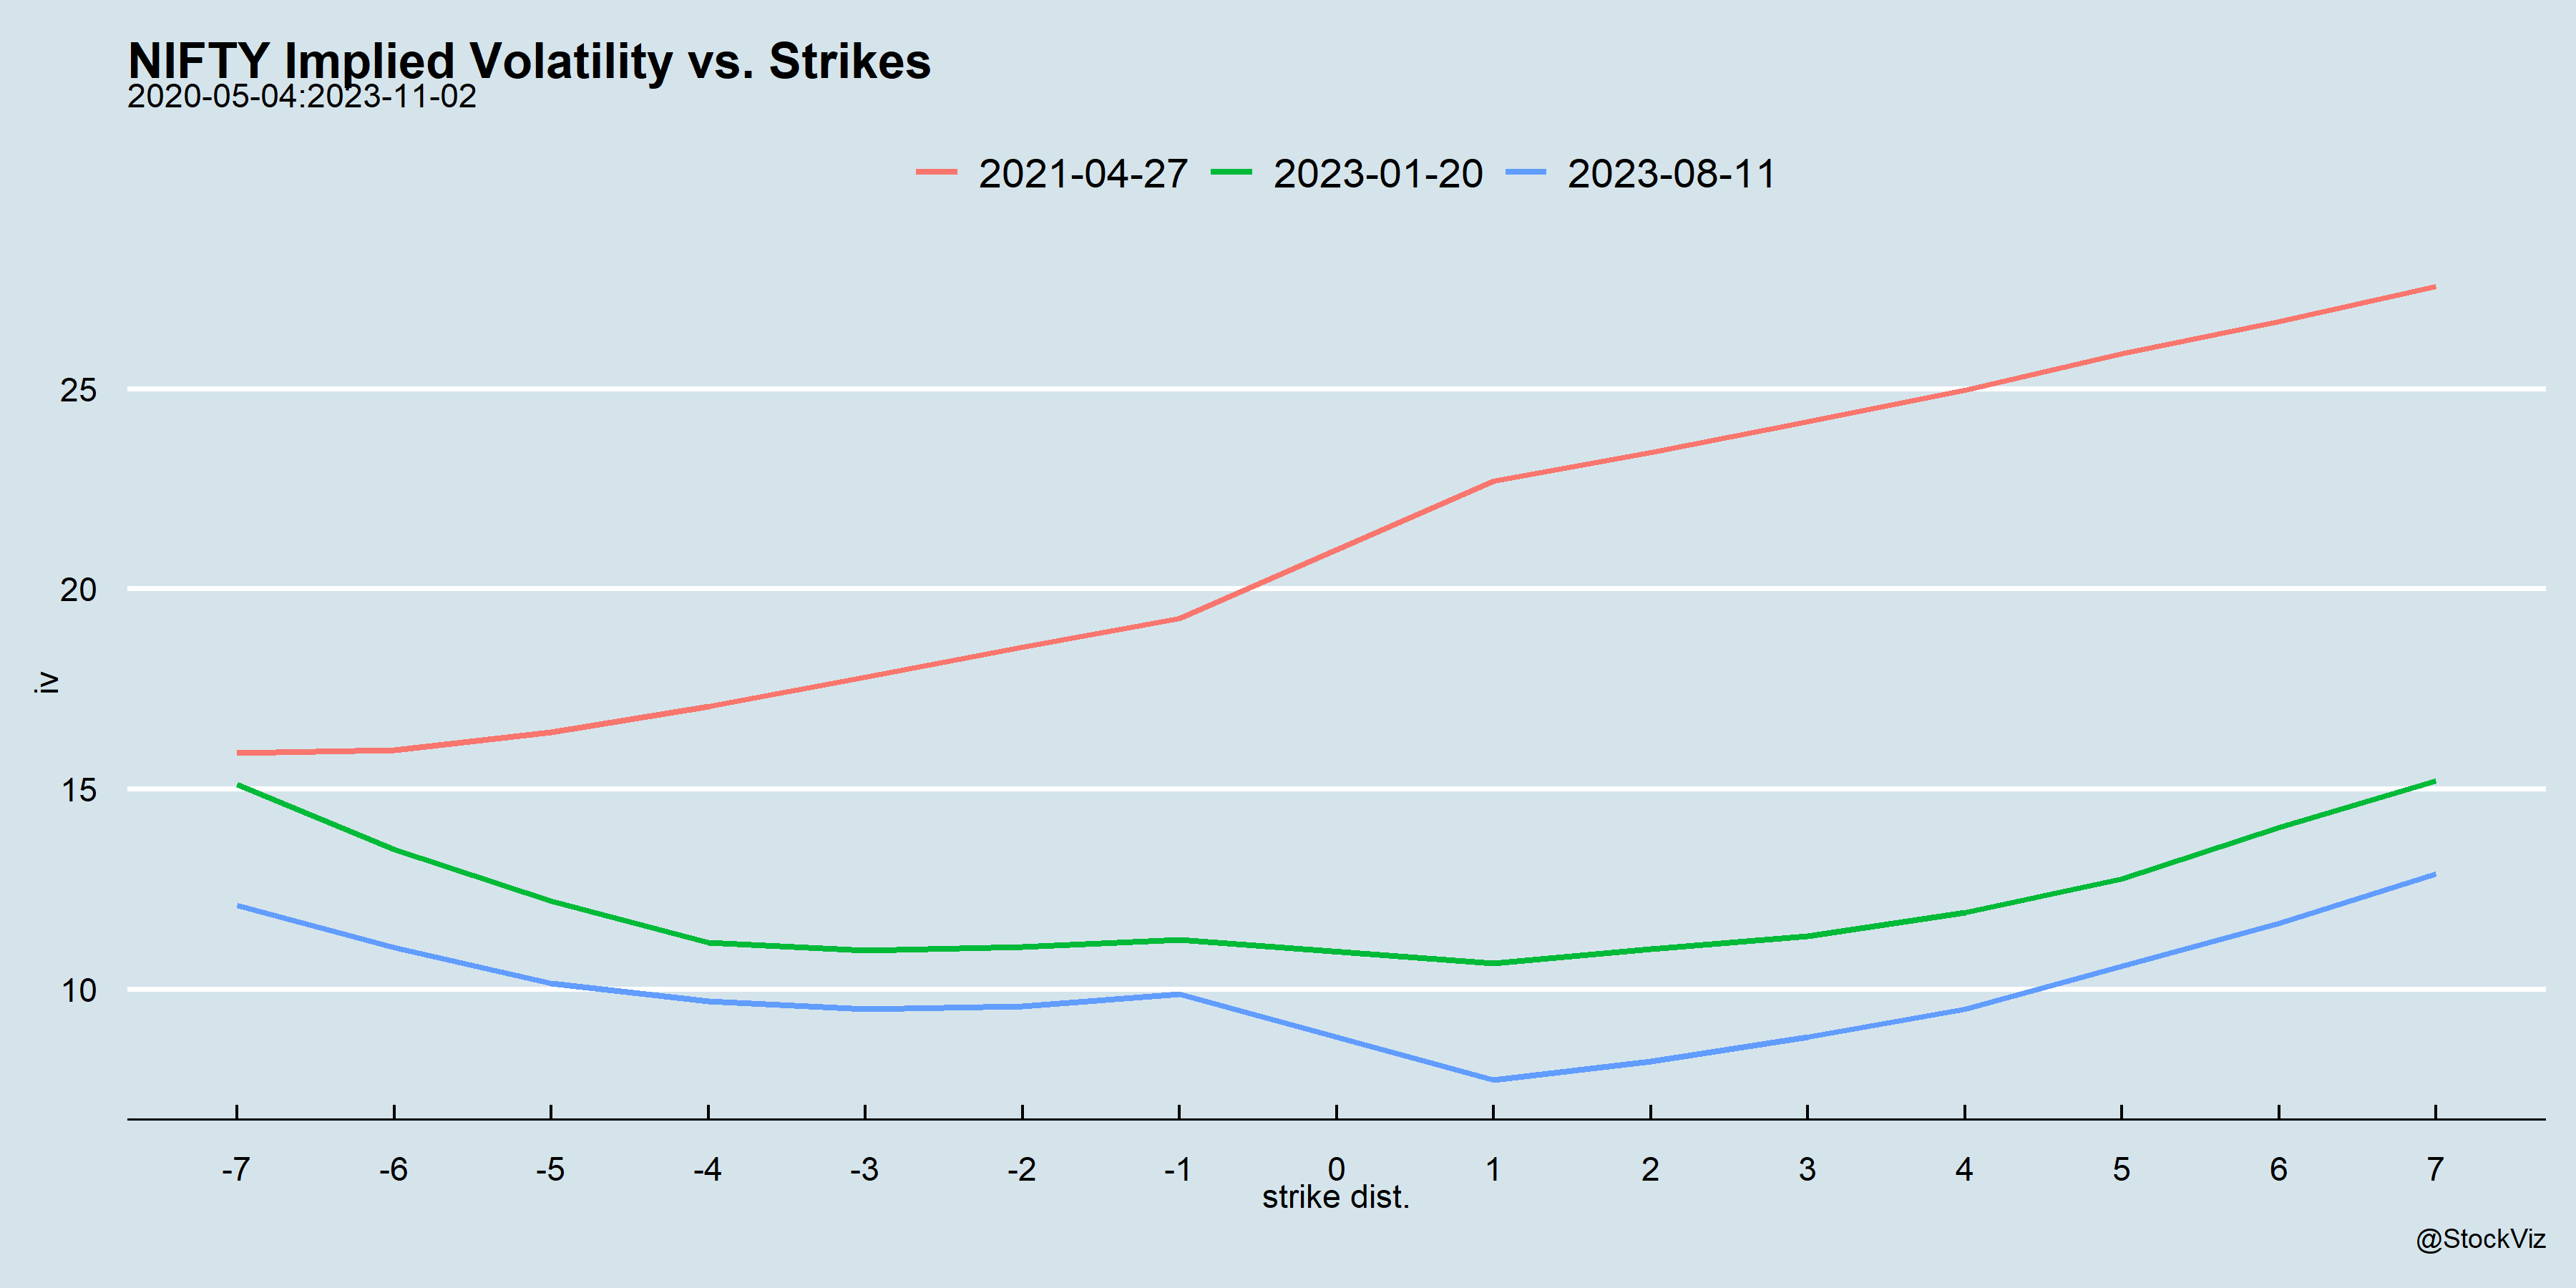 NIFTY Implied Volatility vs. Strikes
2020-05-04:2023-11-02
2021-04-27 2023-01-20 2023-08-11
25
20
iv
15
10
-7 -6 -5 -4 -3 -2 -1 0 1 2 3 4 5 6 7
strike dist.
@StockViz